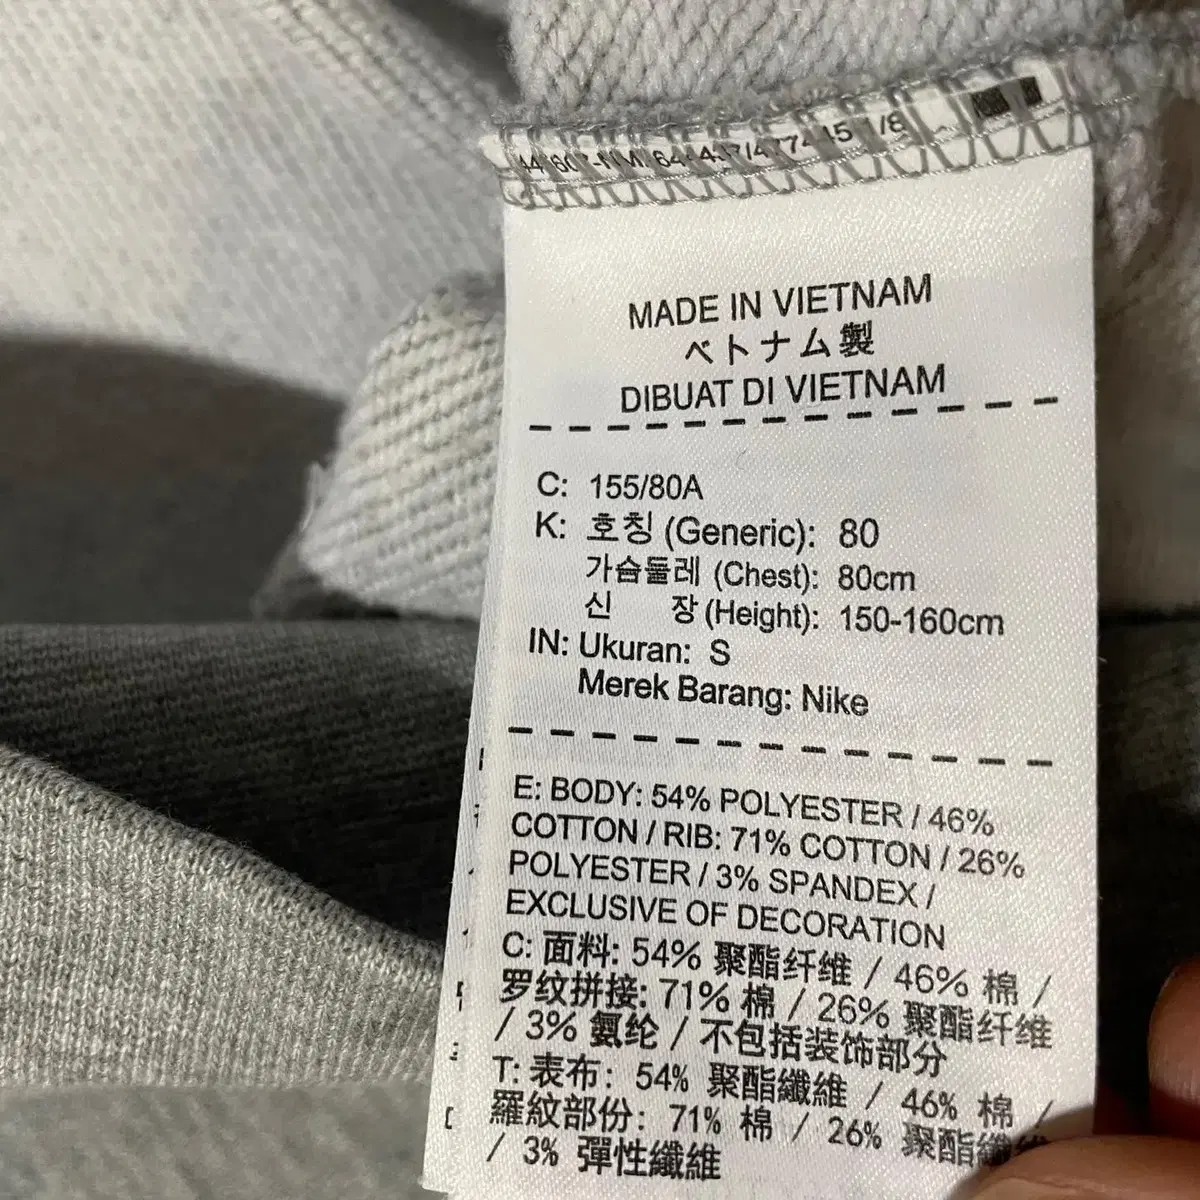 MADE IN VIETNAM
ベトナム製
DIBUAT DI VIETNAM
C: 155/80A
K: 호칭 (Generic): 80
가슴둘레 (Chest): 80cm
신 장 (Height): 150-160cm
IN: Ukuran: S
Merek Barang: Nike
E: BODY: 54% POLYESTER / 46%
COTTON / RIB: 71% COTTON / 26%
POLYESTER / 3% SPANDEX /
EXCLUSIVE OF DECORATION
C: 面料: 54% 聚酯纤维 / 46% 棉 /
罗纹拼接: 71% 棉 / 26% 聚酯纤维
/ 3% 氨纶 / 不包括装饰部分
T: 表布: 54% 聚酯纖維 / 46% 棉 /
羅紋部份: 71% 棉 / 26% 聚酯纖維
/ 3% 彈性纖維